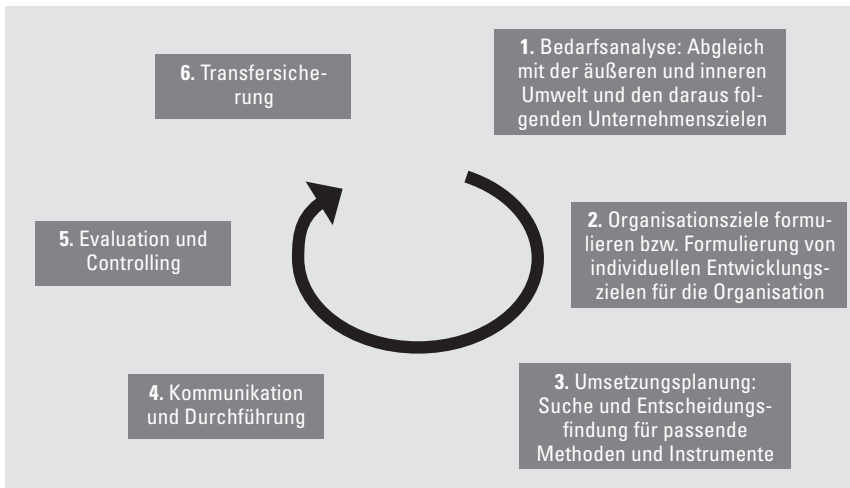 1. Bedarfsanalyse: Abgleich
mit der äußeren und inneren
Umwelt und den daraus fol-
genden Unternehmenszielen
2. Organisationsziele formu-
lieren bzw. Formulierung von
individuellen Entwicklungs-
zielen für die Organisation
3. Umsetzungsplanung:
Suche und Entscheidungs-
findung für passende
Methoden und Instrumente
4. Kommunikation
und Durchführung
5. Evaluation und
Controlling
6. Transfersiche-
rung